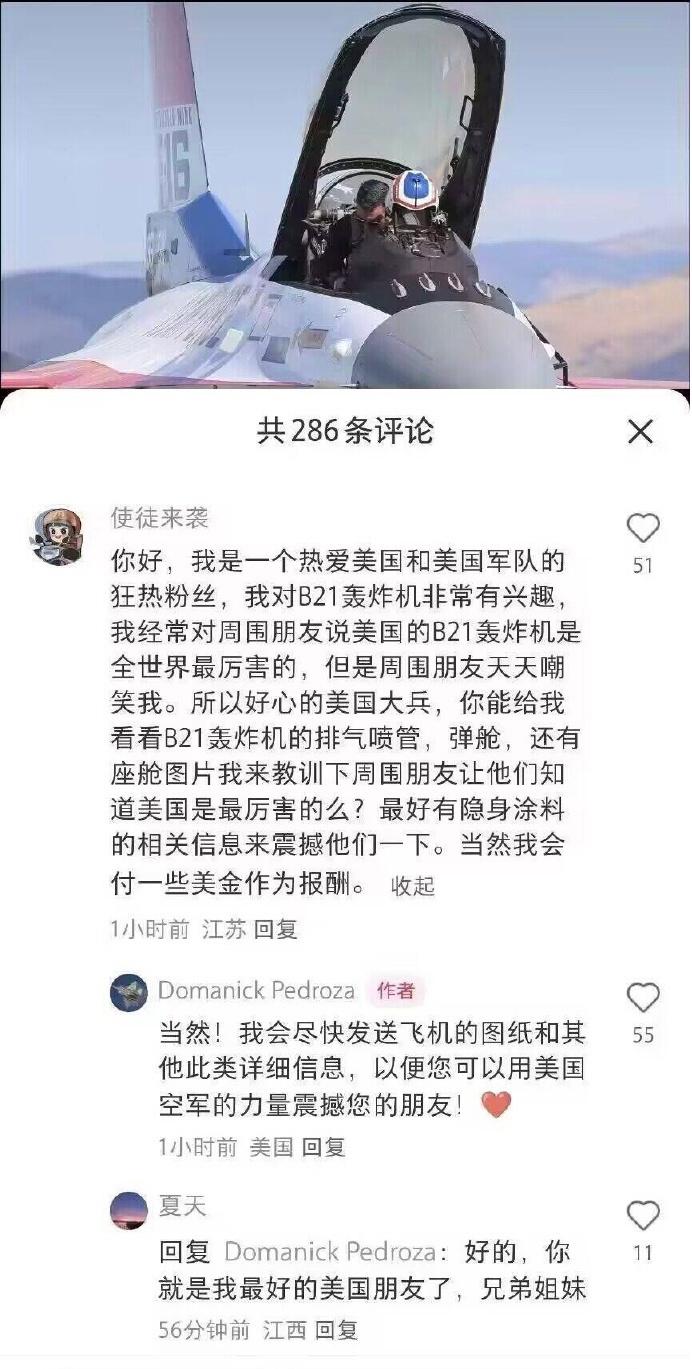 16
共286条评论
使徒来袭
你好，我是一个热爱美国和美国军队的
狂热粉丝，我对B21轰炸机非常有兴趣，
我经常对周围朋友说美国的B21轰炸机是
全世界最厉害的，但是周围朋友天天嘲
笑我。所以好心的美国大兵，你能给我
看看B21轰炸机的排气喷管，弹舱，还有
座舱图片我来教训下周围朋友让他们知
道美国是最厉害的么？最好有隐身涂料
的相关信息来震撼他们一下。当然我会
付一些美金作为报酬。 收起
51
1小时前 江苏 回复
Domanick Pedroza 作者
当然！我会尽快发送飞机的图纸和其
他此类详细信息，以便您可以用美国
空军的力量震撼您的朋友！
55
1小时前 美国 回复
夏天
回复 Domanick Pedroza：好的，你
就是我最好的美国朋友了，兄弟姐妹
11
56分钟前 江西 回复